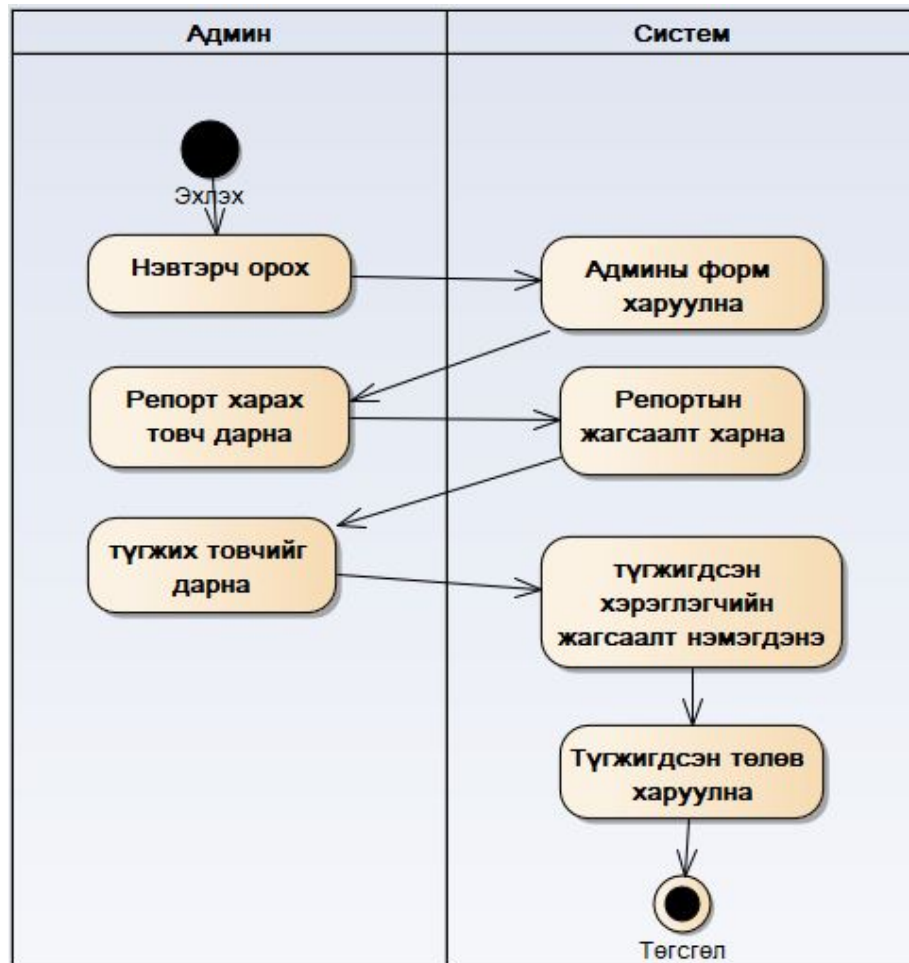 Админ
Систем
Эхлэх
Нэвтэрч орох
Админы форм
харуулна
Репорт харах
товч дарна
Репортын
жагсаалт харна
түгжих товчийг
дарна
түгжигдсэн
хэрэглэгчийн
жагсаалт нэмэгдэнэ
Түгжигдсэн төлөв
харуулна
Төгсгөл